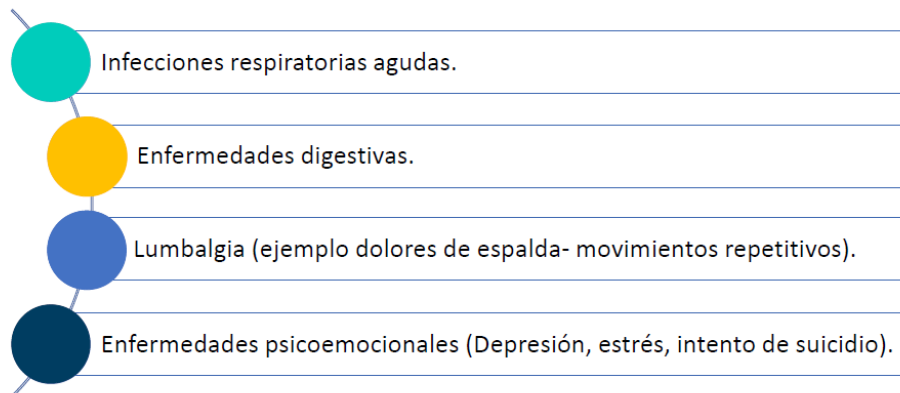 Infecciones respiratorias agudas.
Enfermedades digestivas.
Lumbalgia (ejemplo dolores de espalda- movimientos repetitivos).
Enfermedades psicoemocionales (Depresión, estrés, intento de suicidio).